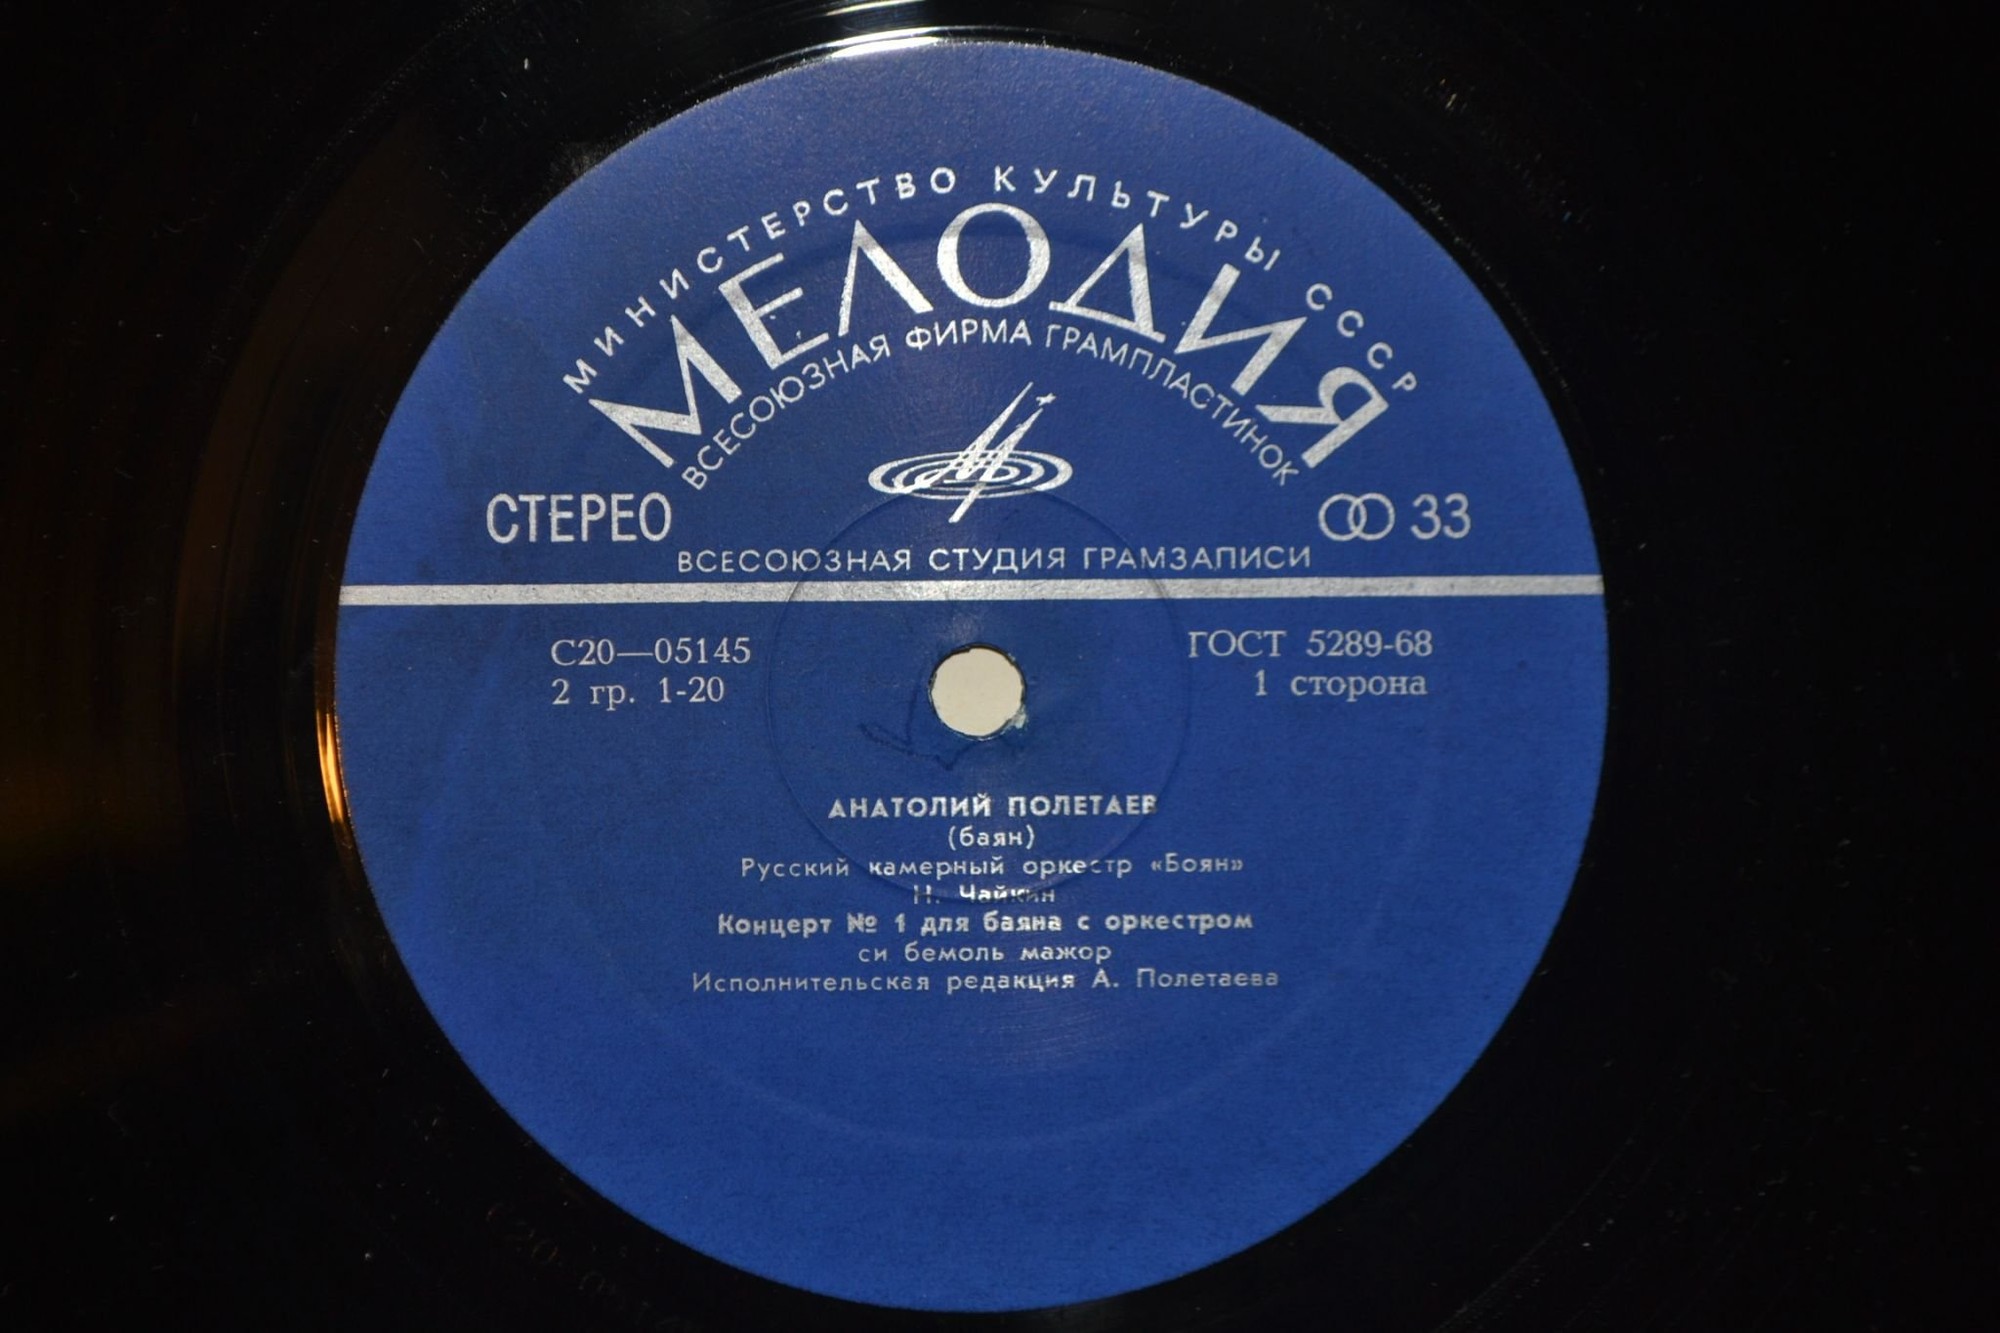 МИНИСТЕРСТВО КУЛЬТУРЫ СССР
МЕЛОДИЯ
ВСЕСОЮЗНАЯ ФИРМА ГРАМПЛАСТИНОК
СТЕРЕО
33
ВСЕСОЮЗНАЯ СТУДИЯ ГРАМЗАПИСИ
С20—05145
ГОСТ 5289-68
2 гр. 1-20
1 сторона
АНАТОЛИЙ ПОЛЕТАЕВ
(баян)
Русский камерный оркестр «Боян»
Н. Чайкин
Концерт № 1 для баяна с оркестром
си бемоль мажор
Исполнительская редакция А. Полетаева